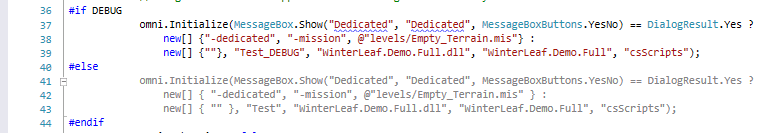 36 #if DEBUG
37 omni.Initialize(MessageBox.Show("Dedicated", "Dedicated", MessageBoxButtons.YesNo) == DialogResult.Yes ?
38 new[] {"-dedicated", "-mission", @"levels/Empty_Terrain.mis"} :
39 new[] {""}, "Test_DEBUG", "WinterLeaf.Demo.Full.dll", "WinterLeaf.Demo.Full", "csScripts");
40 #else
41 omni.Initialize(MessageBox.Show("Dedicated", "Dedicated", MessageBoxButtons.YesNo) == DialogResult.Yes ?
42 new[] { "-dedicated", "-mission", @"levels/Empty_Terrain.mis" } :
43 new[] { "" }, "Test", "WinterLeaf.Demo.Full.dll", "WinterLeaf.Demo.Full", "csScripts");
44 #endif